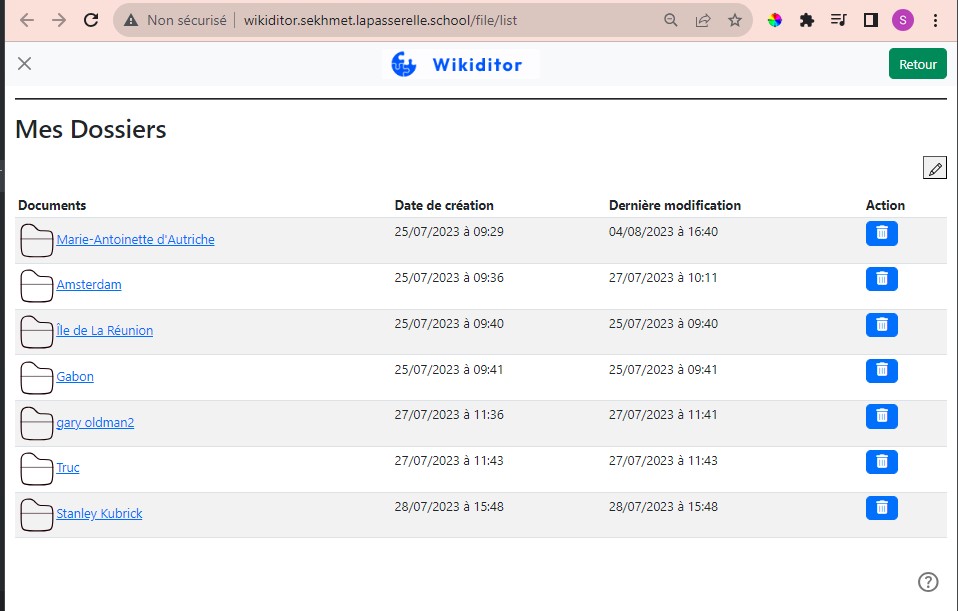 Non sécurisé
wikiditor.sekhmet.lapasserelle.school/file/list
S
Wikiditor
Retour
Mes Dossiers
Documents Date de création Dernière modification Action
Marie-Antoinette d'Autriche 25/07/2023 à 09:29 04/08/2023 à 16:40
Amsterdam 25/07/2023 à 09:36 27/07/2023 à 10:11
Île de La Réunion 25/07/2023 à 09:40 25/07/2023 à 09:40
Gabon 25/07/2023 à 09:41 25/07/2023 à 09:41
gary oldman2 27/07/2023 à 11:36 27/07/2023 à 11:41
Truc 27/07/2023 à 11:43 27/07/2023 à 11:43
Stanley Kubrick 28/07/2023 à 15:48 28/07/2023 à 15:48
?